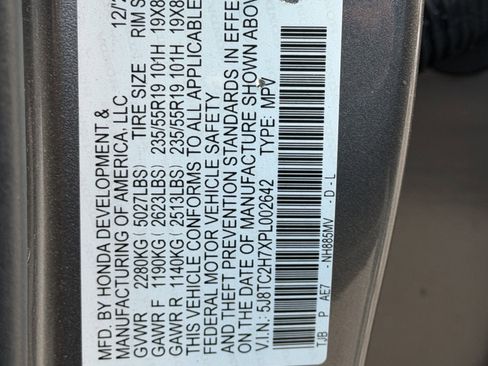 MFD. BY HONDA DEVELOPMENT &
MANUFACTURING OF AMERICA, LLC. 12/
GVWR 2280KG (5027LBS) TIRE SIZE RIM S
GAWR F 1190KG (2623LBS) 235/55R19 101H 19X8
GAWR R 1140KG (2513LBS) 235/55R19 101H 19X8
THIS VEHICLE CONFORMS TO ALL APPLICABLE
FEDERAL MOTOR VEHICLE SAFETY
AND THEFT PREVENTION STANDARDS IN EFFE
ON THE DATE OF MANUFACTURE SHOWN ABOVE
V.I.N.: 5J8TC2H7XPL002642 TYPE: MPV
TJB P AE7 NH885MV - D - L